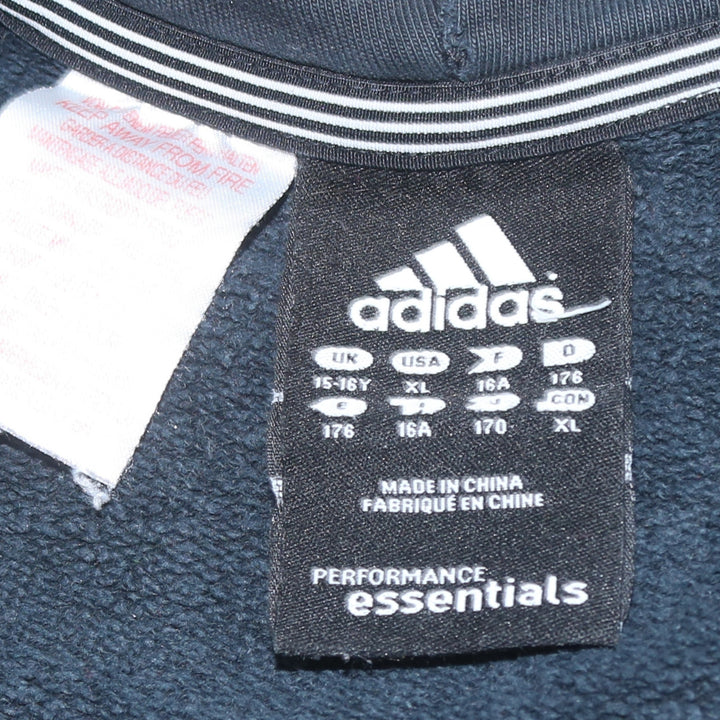 KEEP AWAY FROM FIRE
adidas
UK USA F D
15-16Y XL 16A 176
E I J CON
176 16A 170 XL
MADE IN CHINA
FABRIQUÉ EN CHINE
PERFORMANCE
essentials